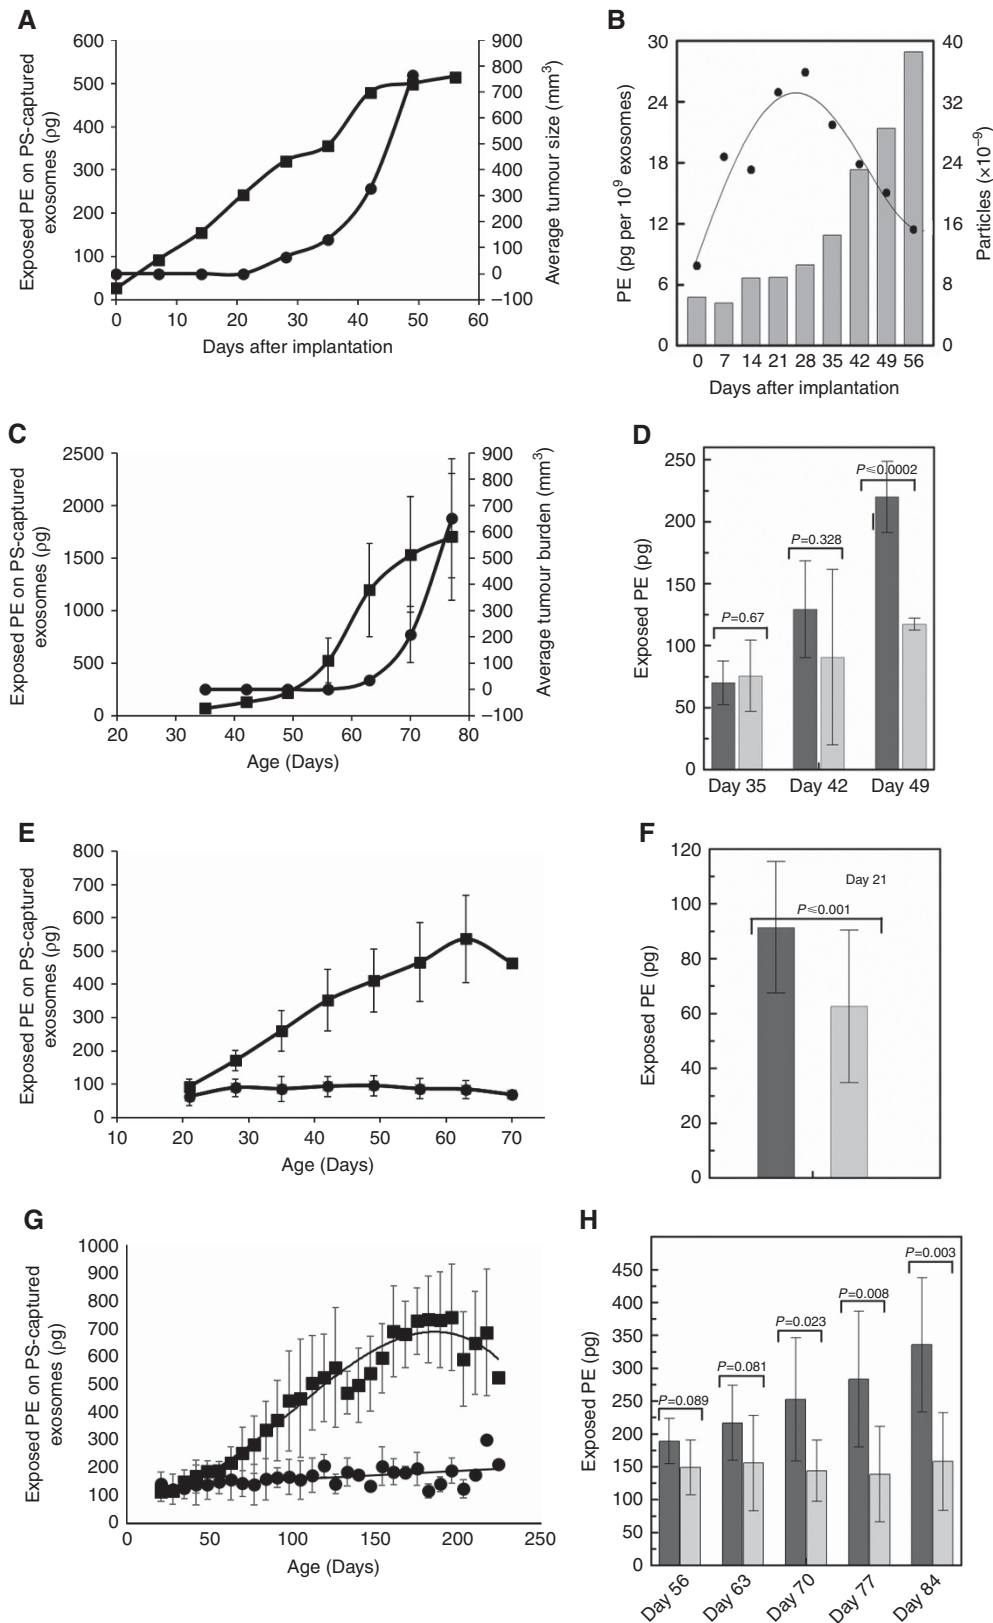 A
Exposed PE on PS-captured
exosomes (ρg)
600
500
400
300
200
100
0
900
800
700
600
500
400
300
200
100
0
–100
Average tumour size (mm³)
0 10 20 30 40 50 60
Days after implantation
B
PE (pg per 10⁹ exosomes)
30
24
18
12
6
0
40
32
24
16
8
0
Particles (×10⁻⁹)
0 7 14 21 28 35 42 49 56
Days after implantation
C
Exposed PE on PS-captured
exosomes (ρg)
2500
2000
1500
1000
500
0
900
800
700
600
500
400
300
200
100
0
–100
Average tumour burden (mm³)
20 30 40 50 60 70 80
Age (Days)
D
Exposed PE (pg)
250
200
150
100
50
0
P=0.67
P=0.328
P≤0.0002
Day 35 Day 42 Day 49
E
Exposed PE on PS-captured
exosomes (ρg)
800
700
600
500
400
300
200
100
0
10 20 30 40 50 60 70
Age (Days)
F
Exposed PE (pg)
120
100
80
60
40
20
0
Day 21
P≤0.001
G
Exposed PE on PS-captured
exosomes (ρg)
1000
900
800
700
600
500
400
300
200
100
0
0 50 100 150 200 250
Age (Days)
H
Exposed PE (pg)
450
400
350
300
250
200
150
100
50
0
P=0.089
P=0.081
P=0.023
P=0.008
P=0.003
Day 56 Day 63 Day 70 Day 77 Day 84